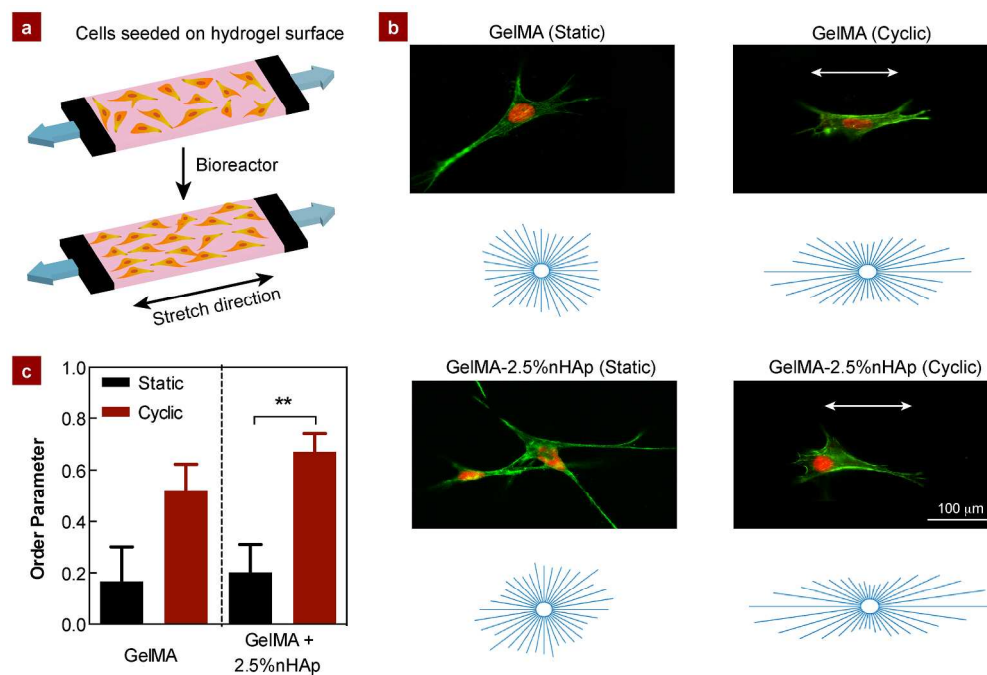 a
Cells seeded on hydrogel surface
Bioreactor
Stretch direction
b
GelMA (Static)
GelMA (Cyclic)
GelMA-2.5%nHAp (Static)
GelMA-2.5%nHAp (Cyclic)
100 μm
c
Order Parameter
1.0
0.8
0.6
0.4
0.2
0.0
Static
Cyclic
**
GelMA
GelMA +
2.5%nHAp